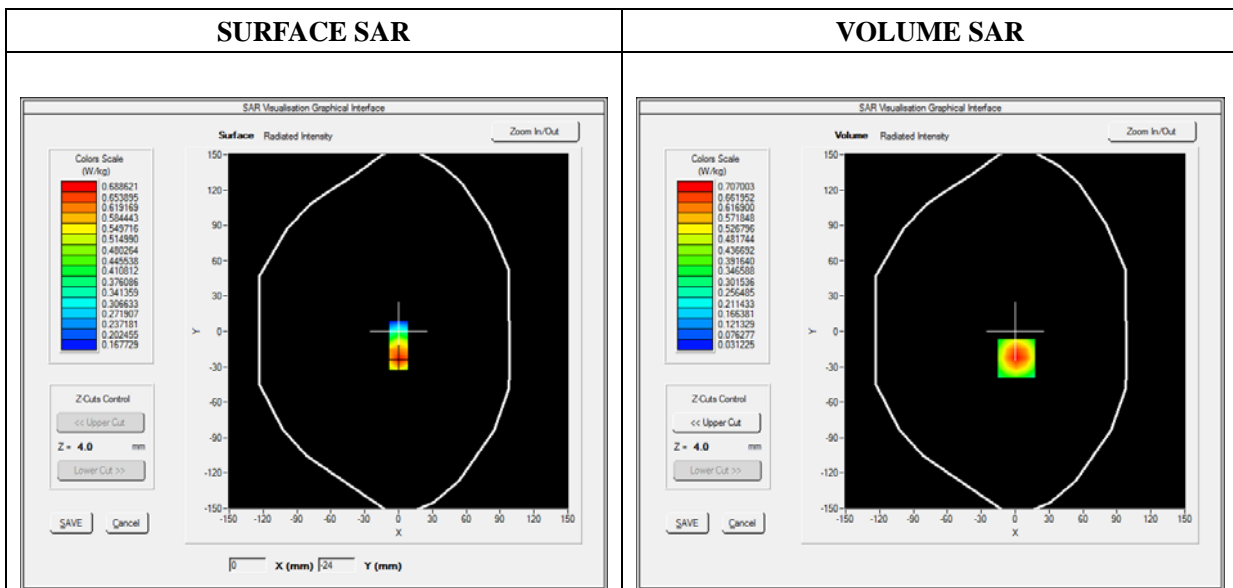 SURFACE SAR
SAR Visualisation Graphical Interface
Surface Radiated Intensity
Zoom In/Out
Colors Scale
(W/kg)
0.688621
0.653895
0.619169
0.584443
0.549716
0.514990
0.480264
0.445538
0.410812
0.376086
0.341359
0.306633
0.271907
0.237181
0.202455
0.167729
Z-Cuts Control
<< Upper Cut
Z = 4.0 mm
Lower Cut >>
SAVE Cancel
150
120
90
60
30
0
-30
-60
-90
-120
-150
Y
-150 -120 -90 -60 -30 0 30 60 90 120 150
X
0 X (mm) -24 Y (mm)
VOLUME SAR
SAR Visualisation Graphical Interface
Volume Radiated Intensity
Zoom In/Out
Colors Scale
(W/kg)
0.707003
0.661952
0.616900
0.571848
0.526796
0.481744
0.436692
0.391640
0.346588
0.301536
0.256485
0.211433
0.166381
0.121329
0.076277
0.031225
Z-Cuts Control
<< Upper Cut
Z = 4.0 mm
Lower Cut >>
SAVE Cancel
150
120
90
60
30
0
-30
-60
-90
-120
-150
Y
-150 -120 -90 -60 -30 0 30 60 90 120 150
X